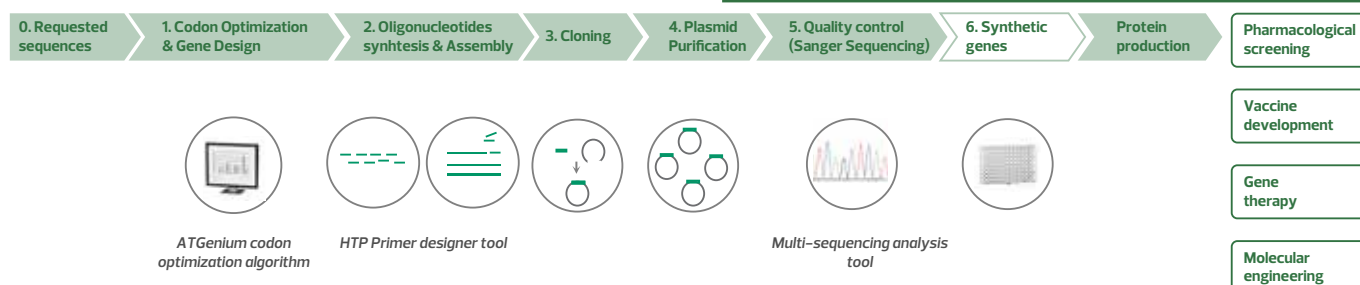 0. Requested
sequences
1. Codon Optimization
& Gene Design
2. Oligonucleotides
synhtesis & Assembly
3. Cloning
4. Plasmid
Purification
5. Quality control
(Sanger Sequencing)
6. Synthetic
genes
Protein
production
Pharmacological
screening
Vaccine
development
Gene
therapy
Molecular
engineering
ATGenium codon
optimization algorithm
HTP Primer designer tool
Multi-sequencing analysis
tool